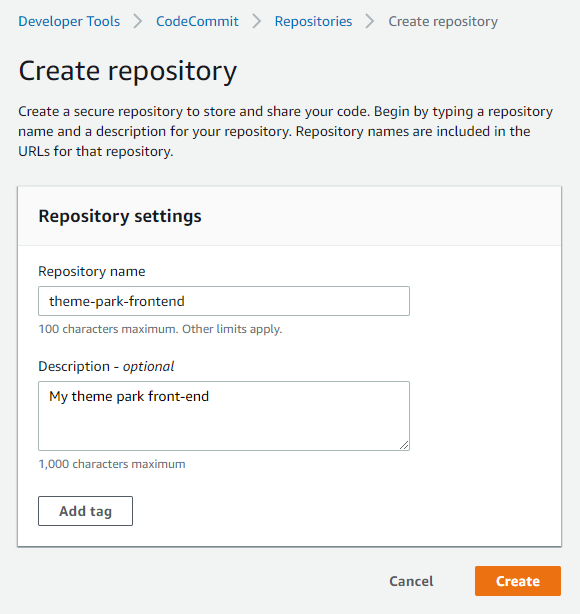 Developer Tools > CodeCommit > Repositories > Create repository
Create repository
Create a secure repository to store and share your code. Begin by typing a repository
name and a description for your repository. Repository names are included in the
URLs for that repository.
Repository settings
Repository name
theme-park-frontend
100 characters maximum. Other limits apply.
Description - optional
My theme park front-end
1,000 characters maximum
Add tag
Cancel Create